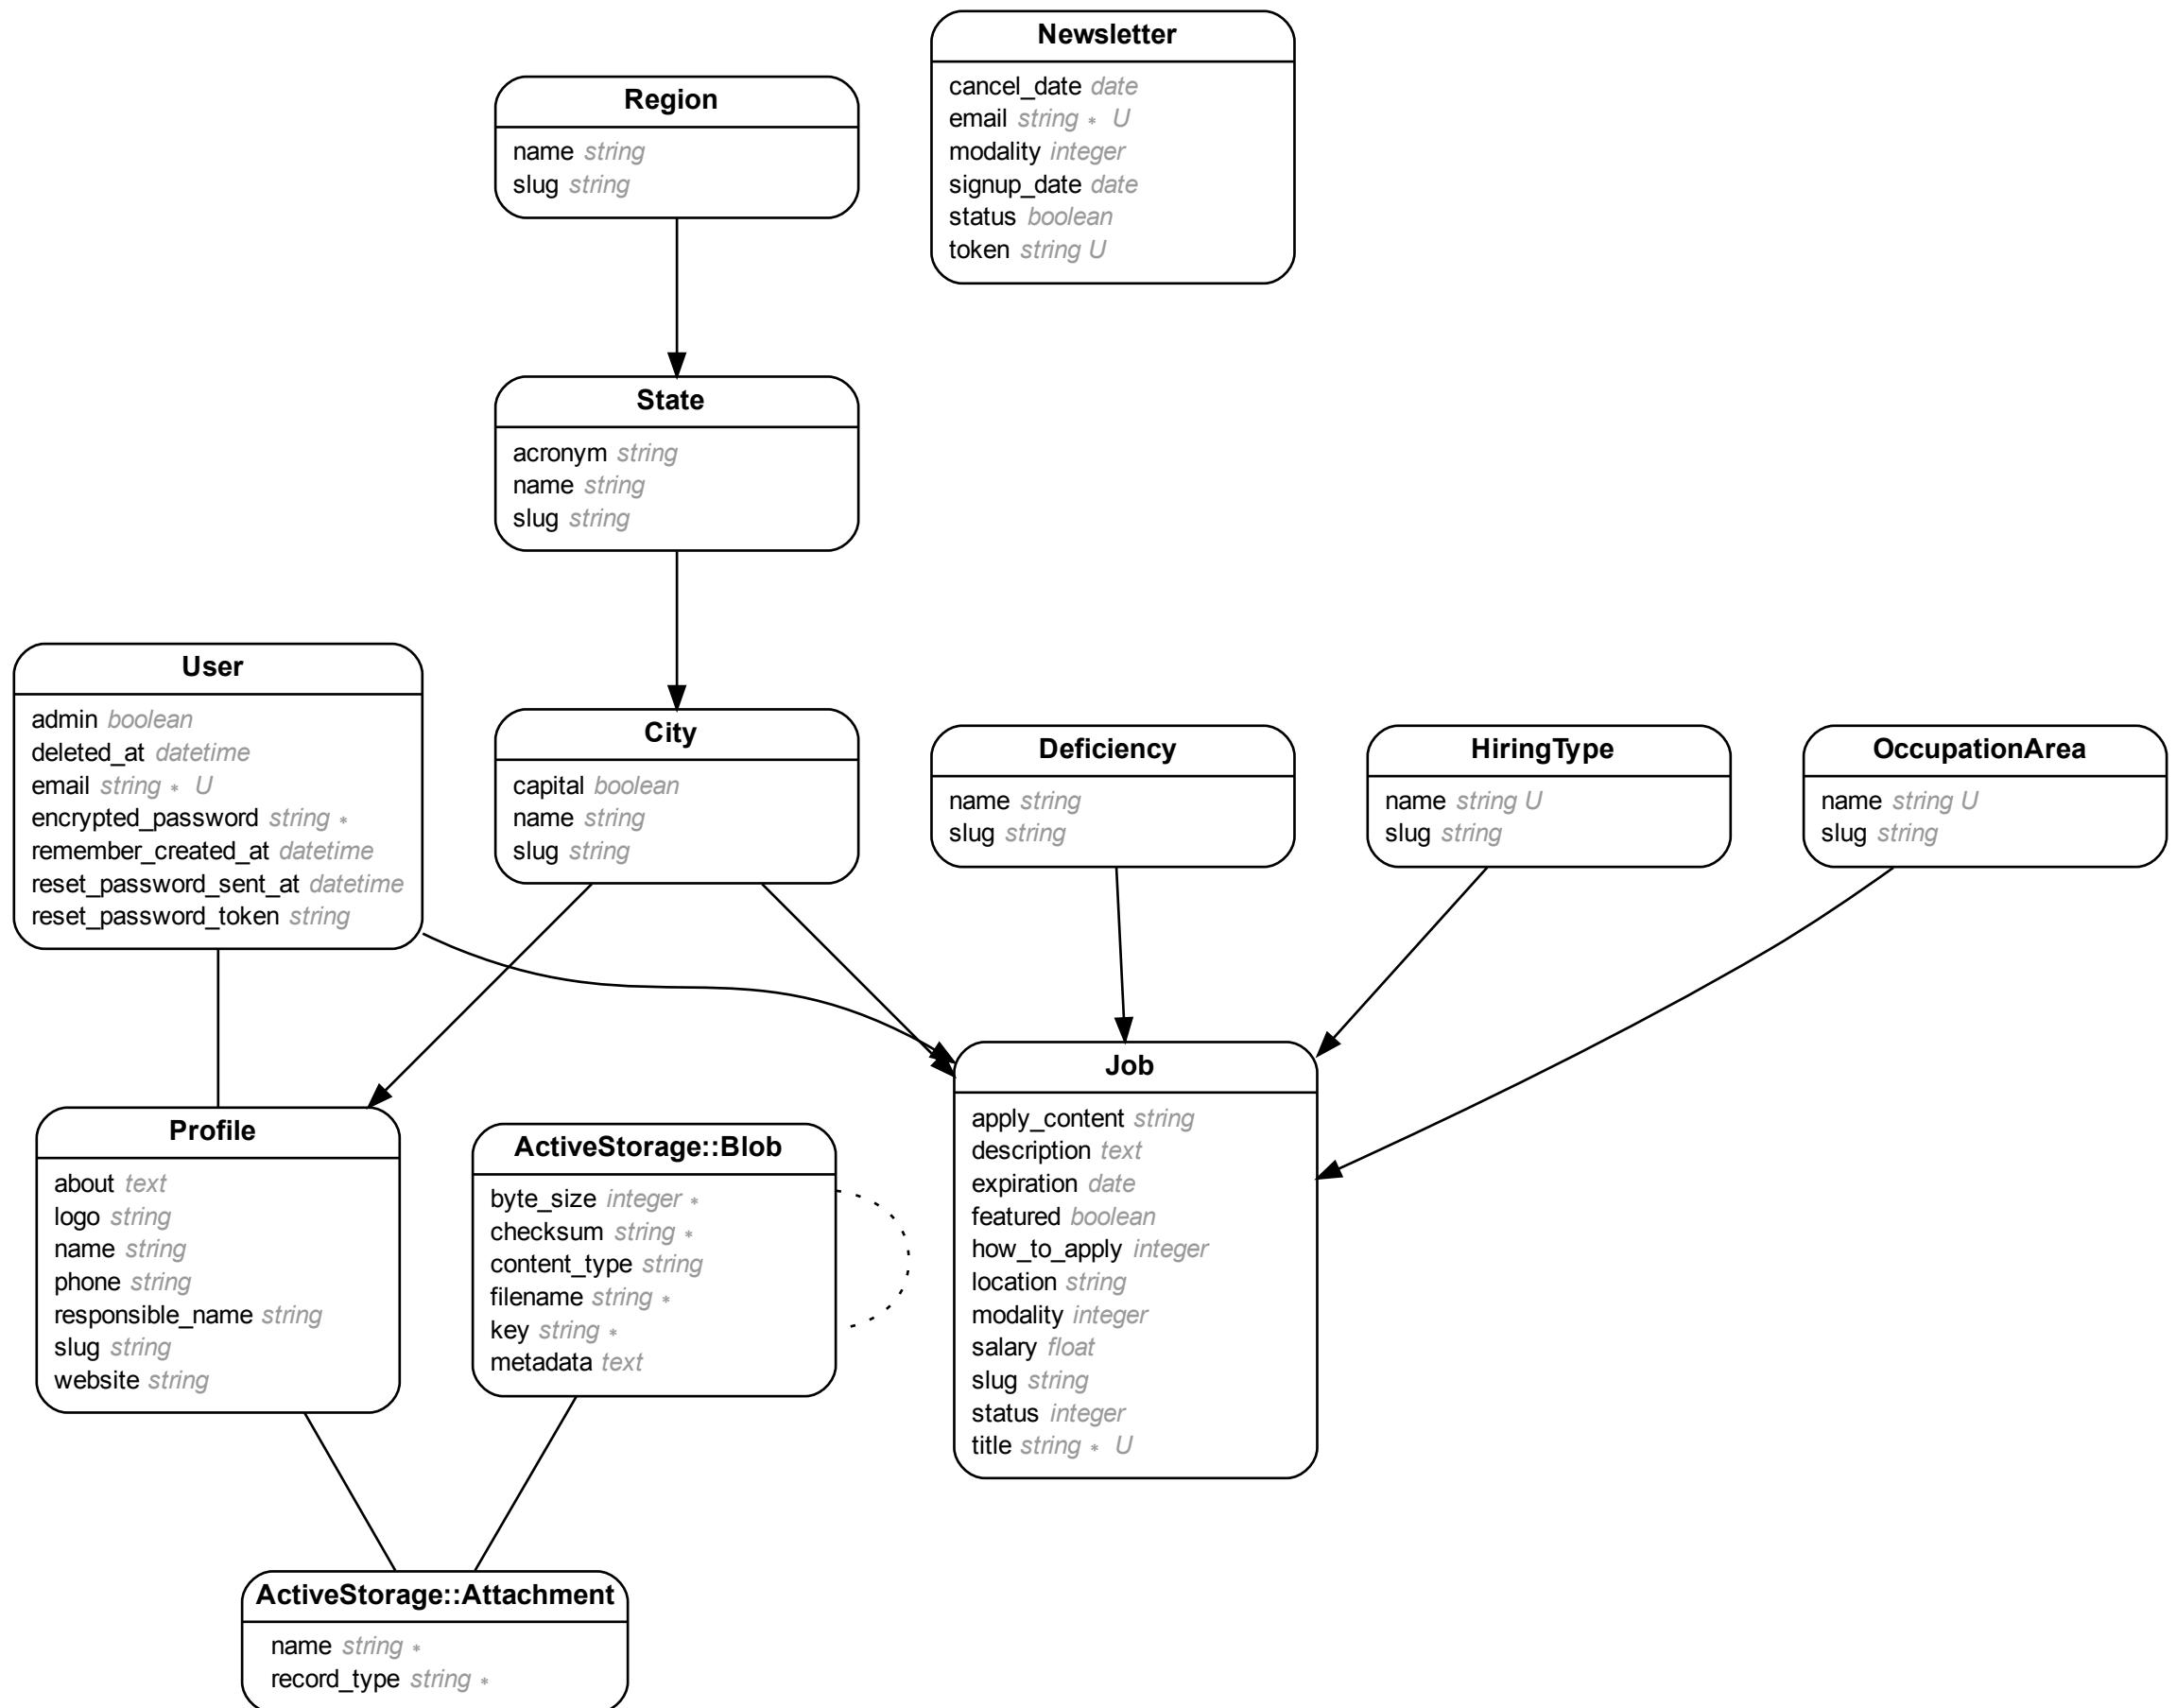 Newsletter
cancel_date date
email string * U
modality integer
signup_date date
status boolean
token string U
Region
name string
slug string
State
acronym string
name string
slug string
User
admin boolean
deleted_at datetime
email string * U
encrypted_password string *
remember_created_at datetime
reset_password_sent_at datetime
reset_password_token string
City
capital boolean
name string
slug string
Deficiency
name string
slug string
HiringType
name string U
slug string
OccupationArea
name string U
slug string
Profile
about text
logo string
name string
phone string
responsible_name string
slug string
website string
ActiveStorage::Blob
byte_size integer *
checksum string *
content_type string
filename string *
key string *
metadata text
Job
apply_content string
description text
expiration date
featured boolean
how_to_apply integer
location string
modality integer
salary float
slug string
status integer
title string * U
ActiveStorage::Attachment
name string *
record_type string *